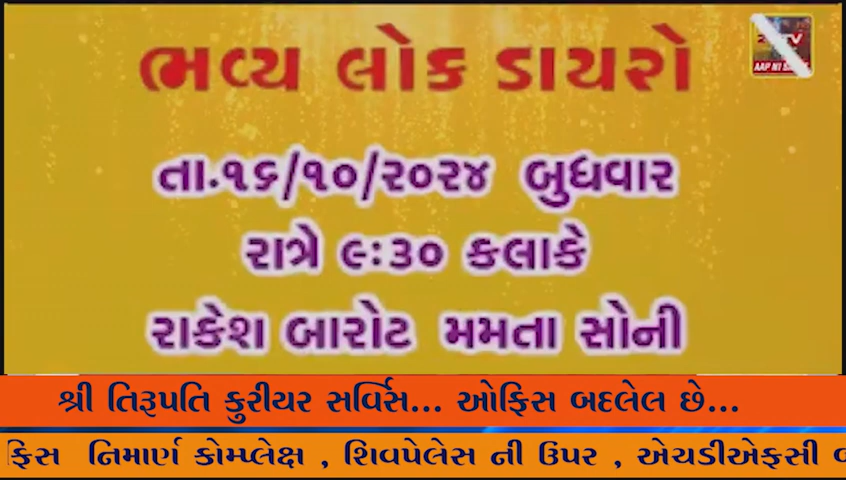 ભવ્ય લોક ડાયરો
તા.૧૬/૧૦/૨૦૨૪ બુધવાર
રાત્રે ૯:૩૦ કલાકે
રાકેશ બારોટ મમતા સોની
શ્રી તિરૂપતિ કુરીયર સર્વિસ... ઓફિસ બદલેલ છે...
ફિસ નિમાર્ણ કોમ્પ્લેક્ષ , શિવપેલેસ ની ઉપર , એચડીએફસી